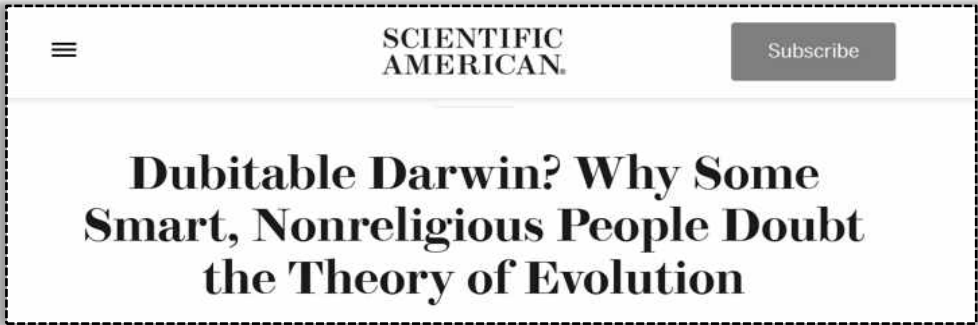 SCIENTIFIC
AMERICAN.
Subscribe
Dubitable Darwin? Why Some
Smart, Nonreligious People Doubt
the Theory of Evolution